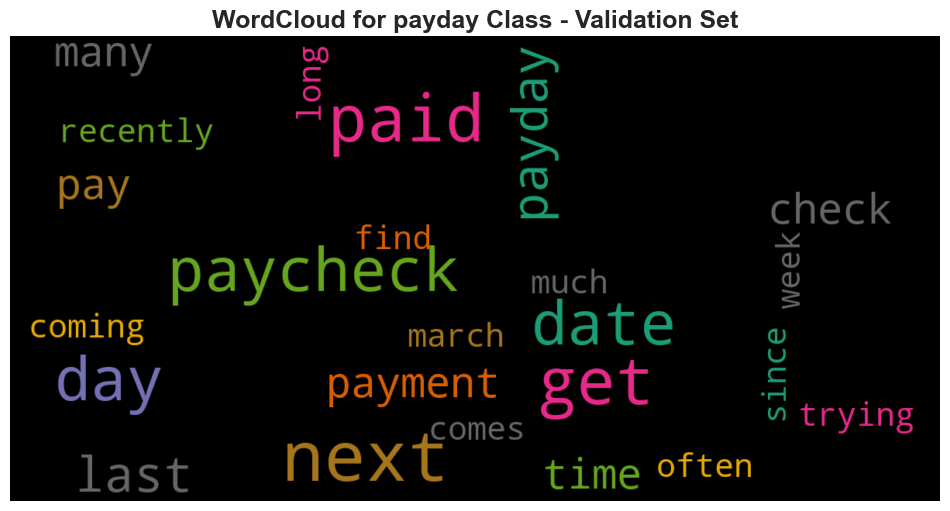 WordCloud for payday Class - Validation Set
many
long
paid
payday
recently
pay
check
find
week
paycheck
much
coming
march
date
since
day
payment
get
trying
comes
next
last
time
often